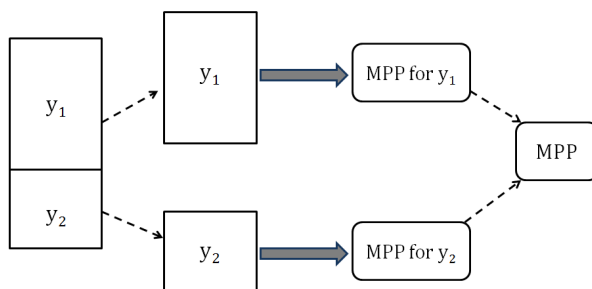 y₁
y₂
y₁
MPP for y₁
y₂
MPP for y₂
MPP